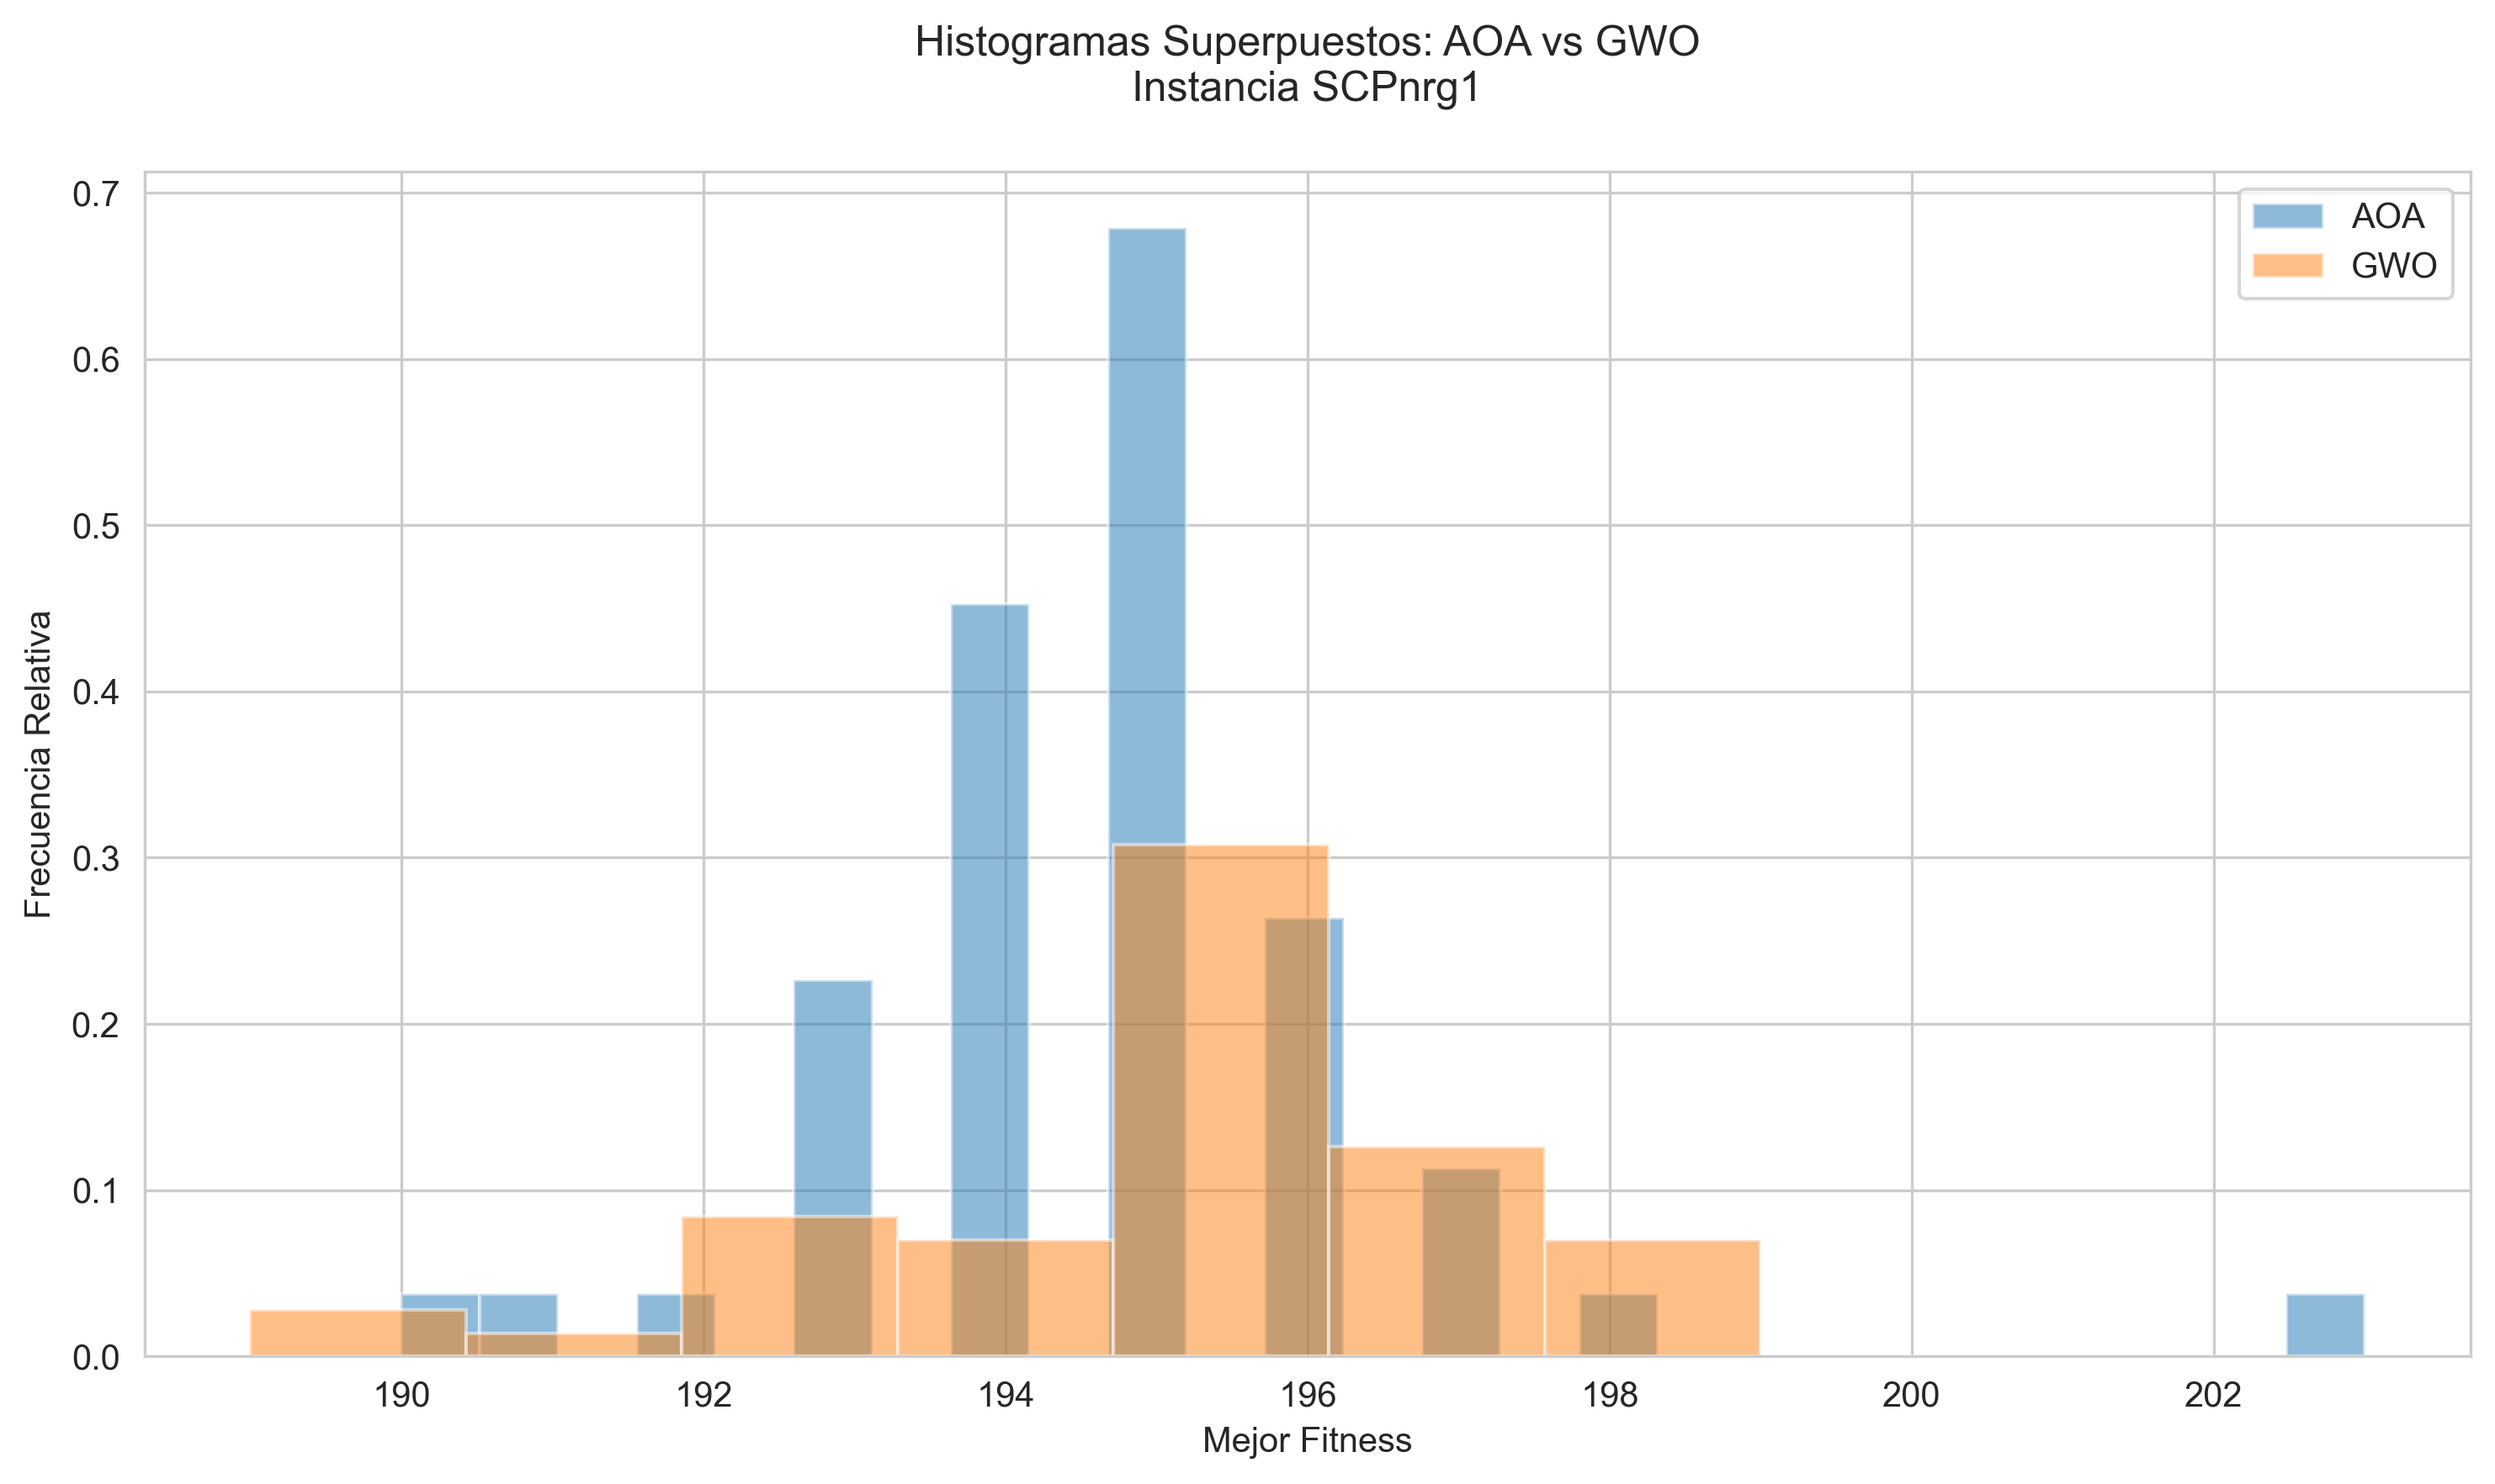 Histogramas Superpuestos: AOA vs GWO
Instancia SCPnrg1
AOA
GWO
Frecuencia Relativa
0.7
0.6
0.5
0.4
0.3
0.2
0.1
0.0
190 192 194 196 198 200 202
Mejor Fitness